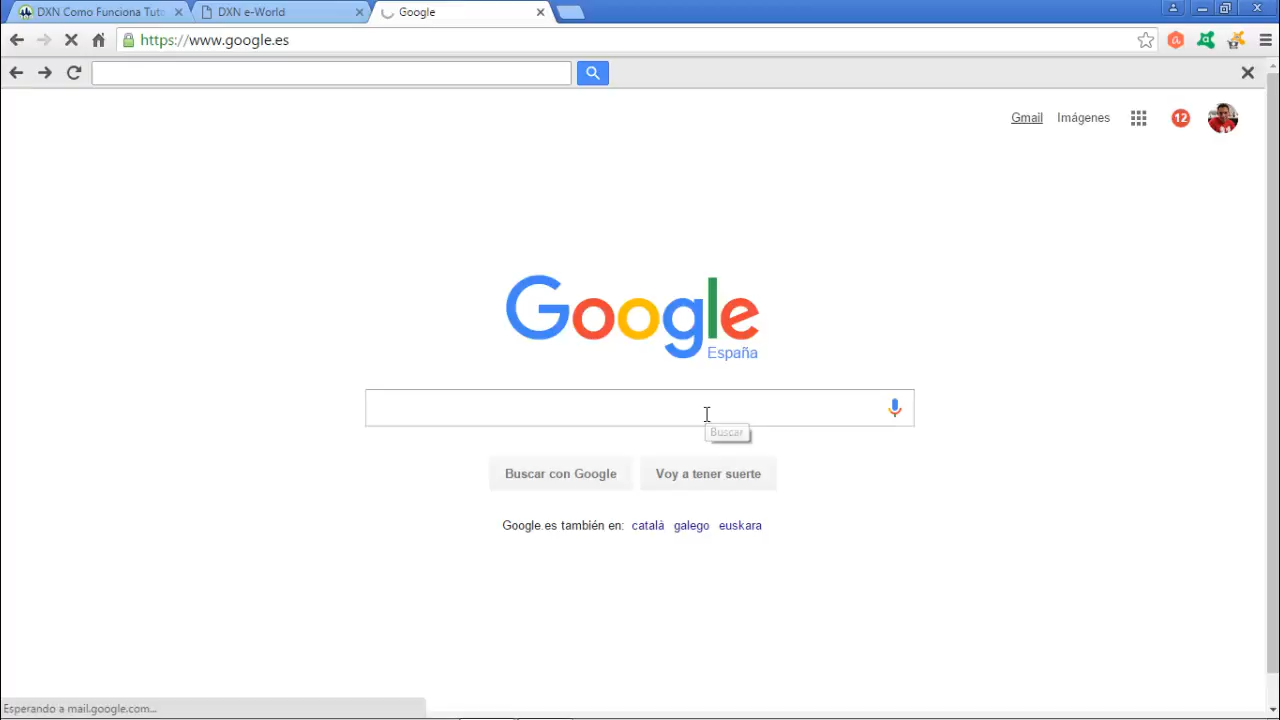 DXN Como Funciona Tuto
DXN e-World
Google
https://www.google.es
Gmail
Imágenes
12
Google
España
Buscar
Buscar con Google
Voy a tener suerte
Google.es también en: català galego euskara
Esperando a mail.google.com...